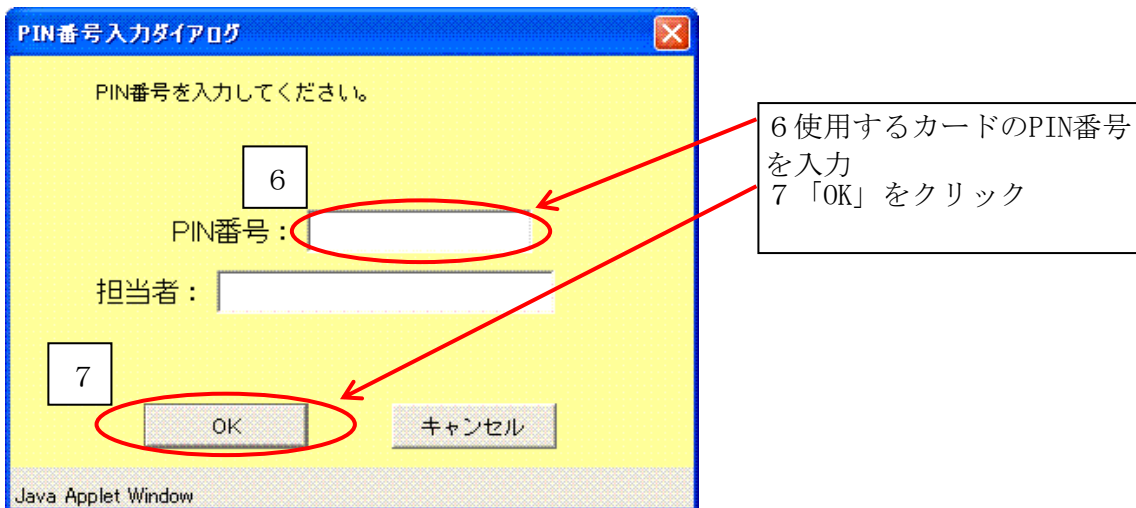 PIN番号入力ダイアログ
PIN番号を入力してください。
6
PIN番号：
担当者：
7
OK
キャンセル
Java Applet Window
６使用するカードのPIN番号
を入力
７「OK」をクリック